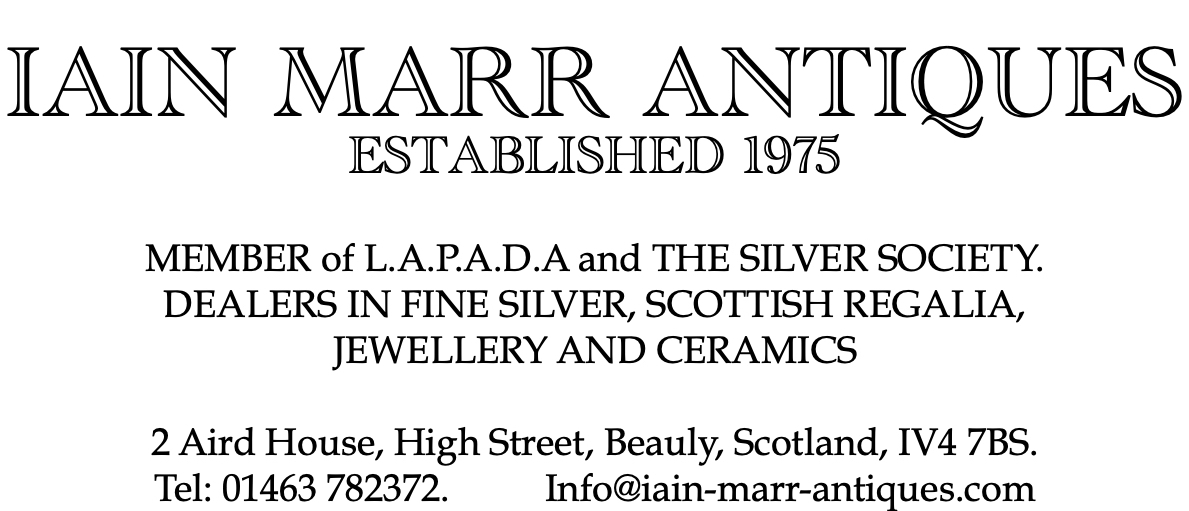 IAIN MARR ANTIQUES
ESTABLISHED 1975
MEMBER of L.A.P.A.D.A and THE SILVER SOCIETY.
DEALERS IN FINE SILVER, SCOTTISH REGALIA,
JEWELLERY AND CERAMICS
2 Aird House, High Street, Beauly, Scotland, IV4 7BS.
Tel: 01463 782372. Info@iain-marr-antiques.com